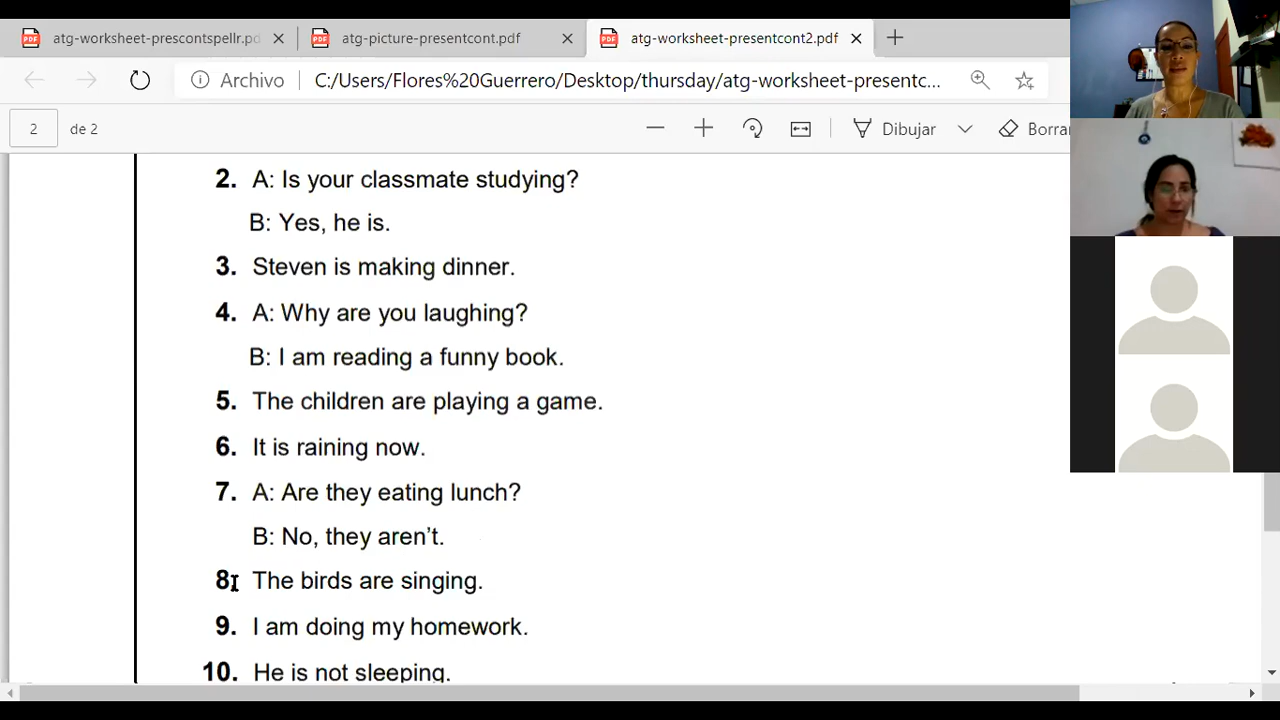 atg-worksheet-prescontspellr.pd
atg-picture-presentcont.pdf
atg-worksheet-presentcont2.pdf
Archivo
C:/Users/Flores%20Guerrero/Desktop/thursday/atg-worksheet-presentc...
2
de 2
Dibujar
Borra
2. A: Is your classmate studying?
B: Yes, he is.
3. Steven is making dinner.
4. A: Why are you laughing?
B: I am reading a funny book.
5. The children are playing a game.
6. It is raining now.
7. A: Are they eating lunch?
B: No, they aren't.
8. The birds are singing.
9. I am doing my homework.
10. He is not sleeping.